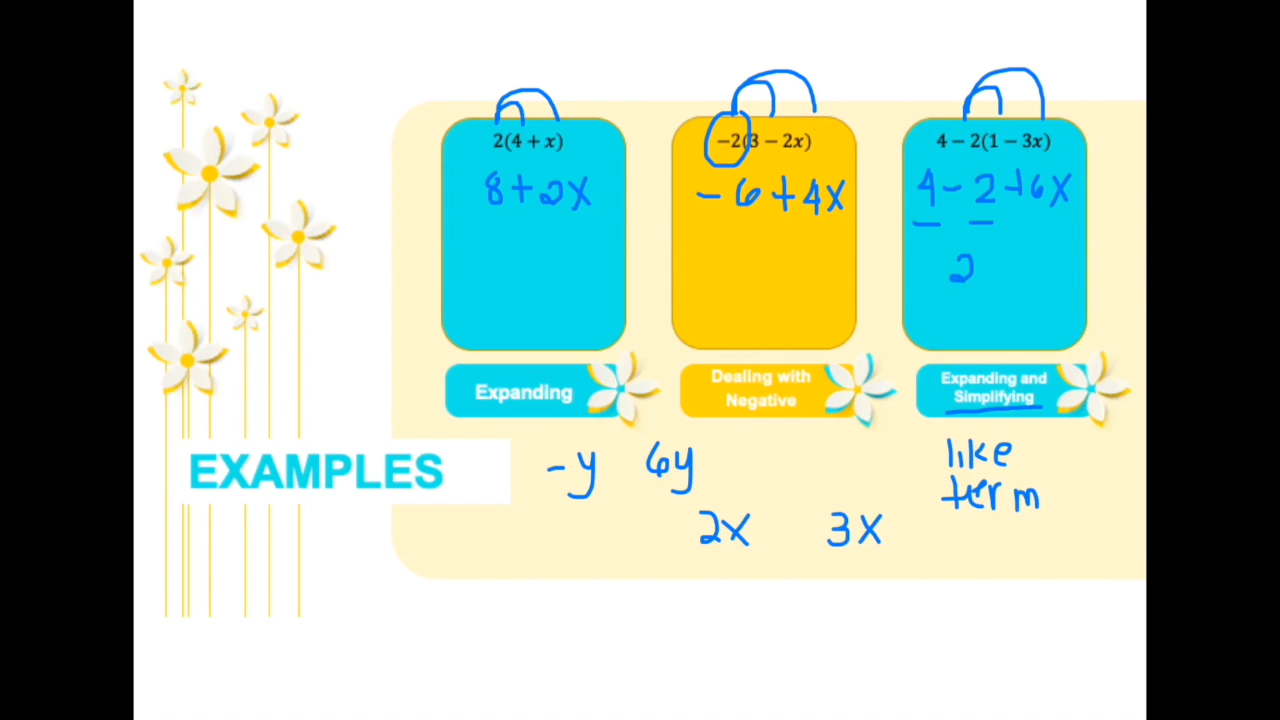 2(4 + x)
8 + 2x
−2(3 − 2x)
- 6 + 4x
4 − 2(1 − 3x)
4 - 2 + 6x
2
Expanding
Dealing with
Negative
Expanding and
Simplifying
EXAMPLES
-y 6y
2x 3x
like
term